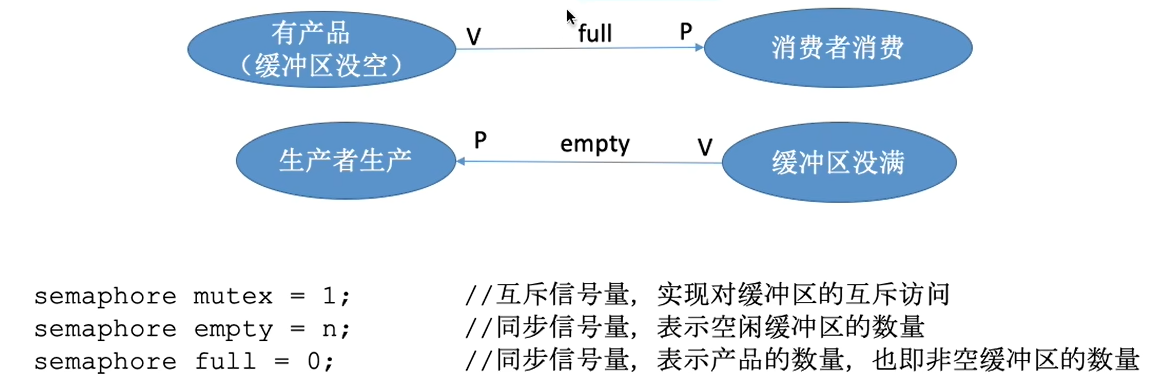 有产品
（缓冲区没空）
V
full
P
消费者消费
生产者生产
P
empty
V
缓冲区没满
semaphore mutex = 1; //互斥信号量，实现对缓冲区的互斥访问
semaphore empty = n; //同步信号量，表示空闲缓冲区的数量
semaphore full = 0; //同步信号量，表示产品的数量，也即非空缓冲区的数量